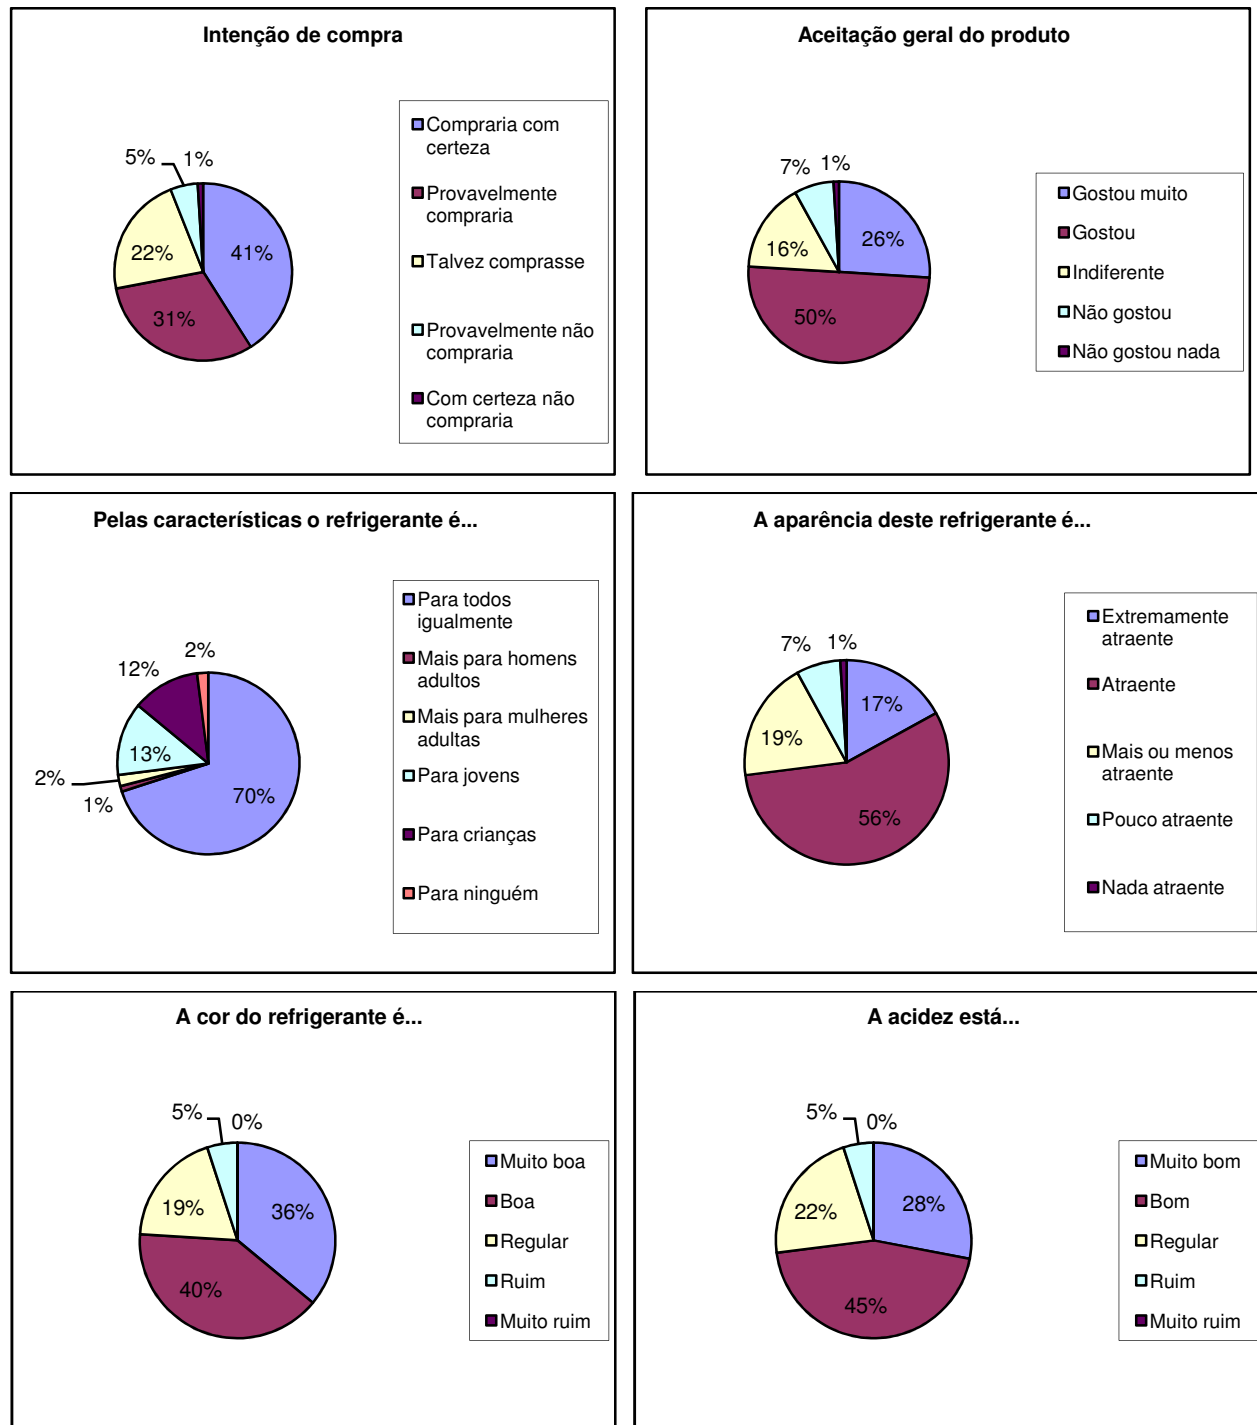 Intenção de compra
5%
1%
22%
41%
31%
Compraria com
certeza
Provavelmente
compraria
Talvez comprasse
Provavelmente não
compraria
Com certeza não
compraria
Aceitação geral do produto
7%
1%
16%
26%
50%
Gostou muito
Gostou
Indiferente
Não gostou
Não gostou nada
Pelas características o refrigerante é...
2%
12%
13%
2%
1%
70%
Para todos
igualmente
Mais para homens
adultos
Mais para mulheres
adultas
Para jovens
Para crianças
Para ninguém
A aparência deste refrigerante é...
7%
1%
17%
19%
56%
Extremamente
atraente
Atraente
Mais ou menos
atraente
Pouco atraente
Nada atraente
A cor do refrigerante é...
5%
0%
19%
36%
40%
Muito boa
Boa
Regular
Ruim
Muito ruim
A acidez está...
5%
0%
22%
28%
45%
Muito bom
Bom
Regular
Ruim
Muito ruim